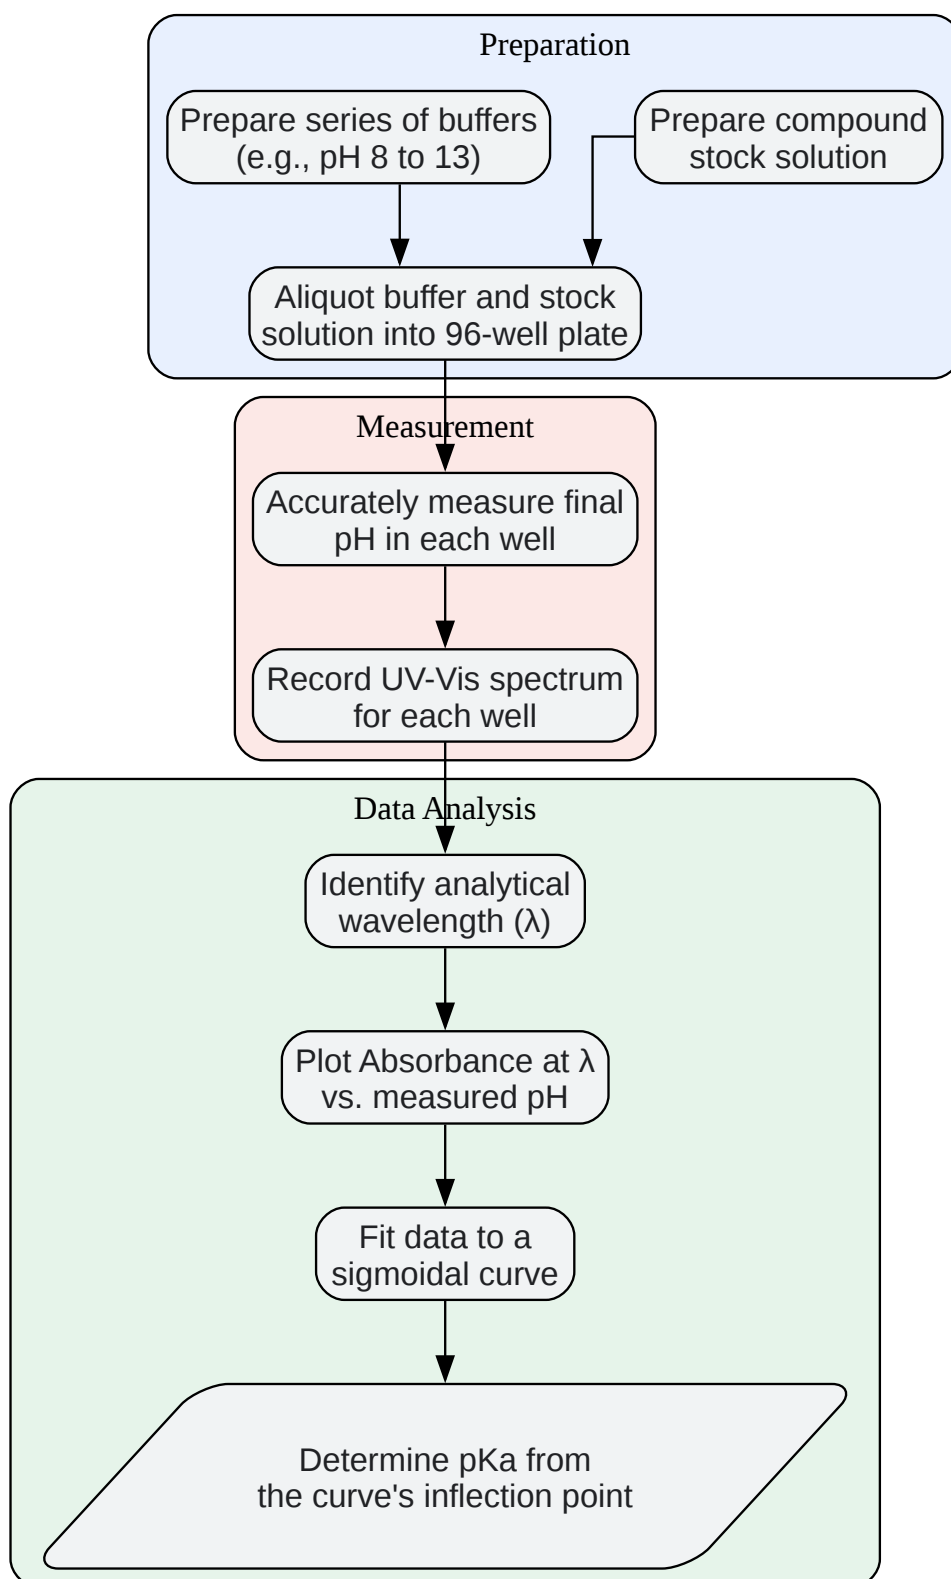 Preparation
Prepare series of buffers
(e.g., pH 8 to 13)
Prepare compound
stock solution
Aliquot buffer and stock
solution into 96-well plate
Measurement
Accurately measure final
pH in each well
Record UV-Vis spectrum
for each well
Data Analysis
Identify analytical
wavelength (λ)
Plot Absorbance at λ
vs. measured pH
Fit data to a
sigmoidal curve
Determine pKa from
the curve's inflection point